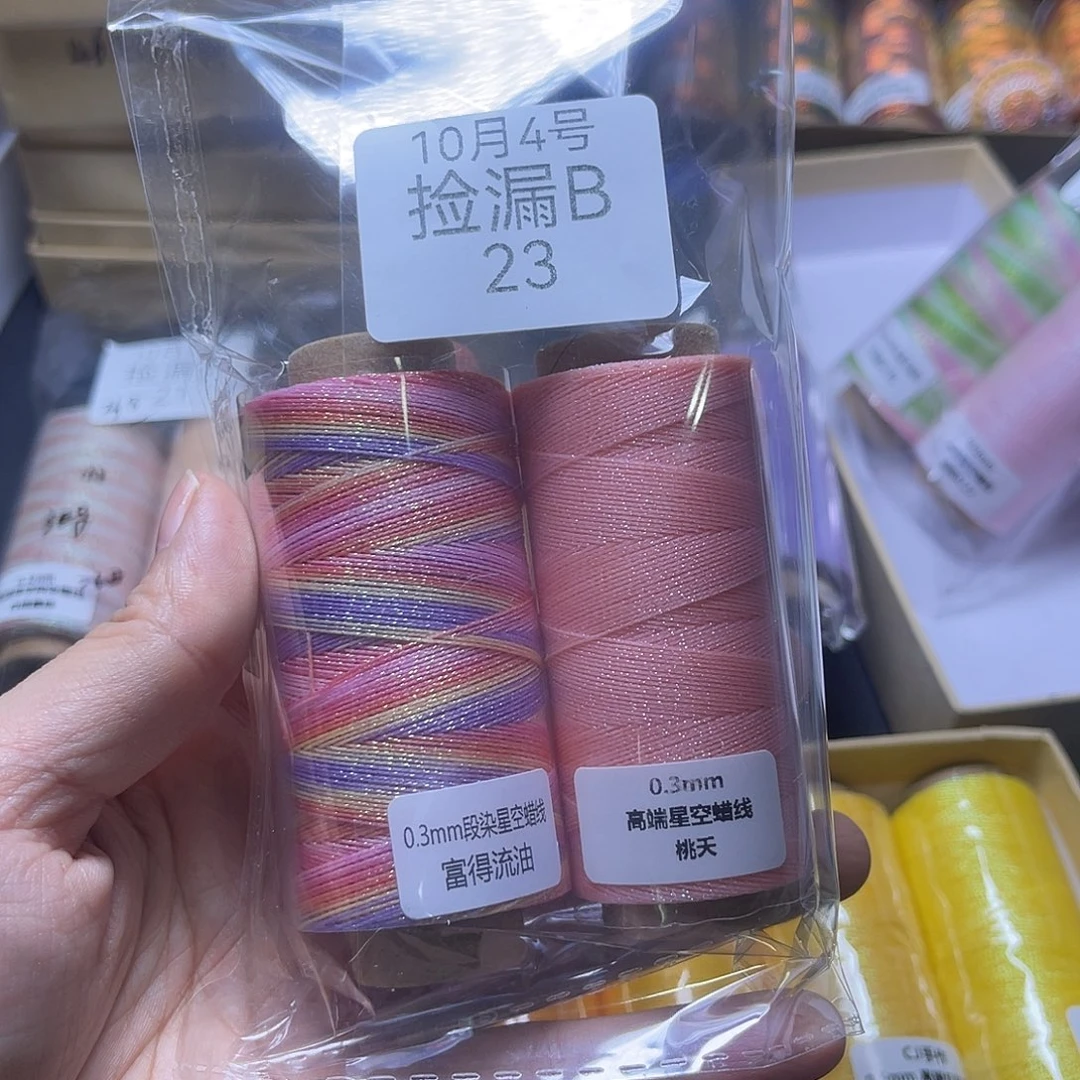 10月4号
捡漏B
23
0.3mm段染星空蜡线
富得流油
0.3mm
高端星空蜡线
桃夭